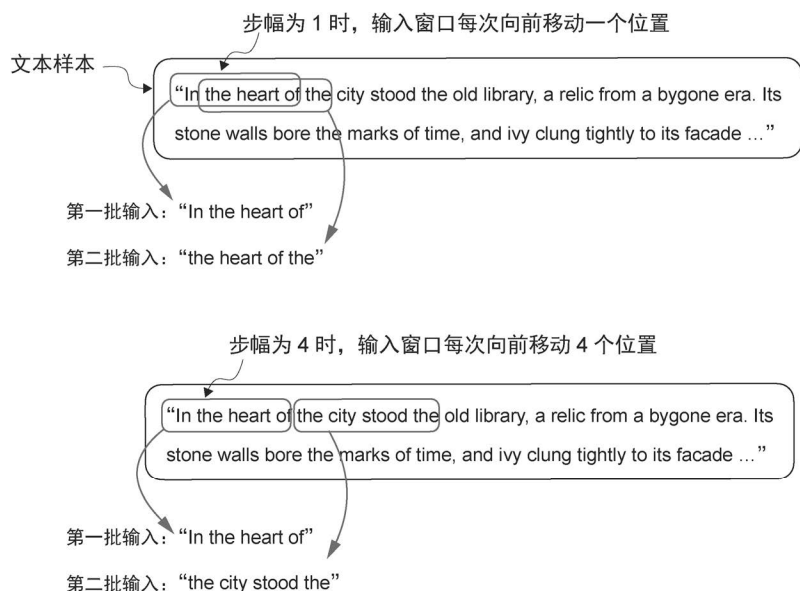 步幅为 1 时，输入窗口每次向前移动一个位置
文本样本
“In the heart of the city stood the old library, a relic from a bygone era. Its
stone walls bore the marks of time, and ivy clung tightly to its facade …”
第一批输入：“In the heart of”
第二批输入：“the heart of the”
步幅为 4 时，输入窗口每次向前移动 4 个位置
“In the heart of the city stood the old library, a relic from a bygone era. Its
stone walls bore the marks of time, and ivy clung tightly to its facade …”
第一批输入：“In the heart of”
第二批输入：“the city stood the”